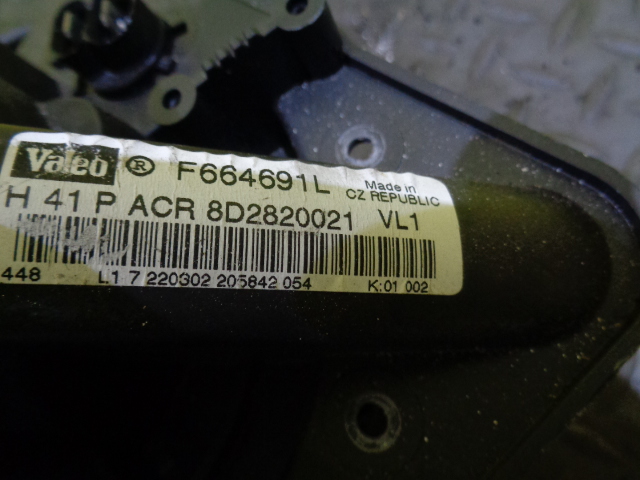 Valeo ® F664691L Made in
CZ REPUBLIC
H 41 P ACR 8D2820021 VL1
448 L1 7 220302 205842 054 K:01 002